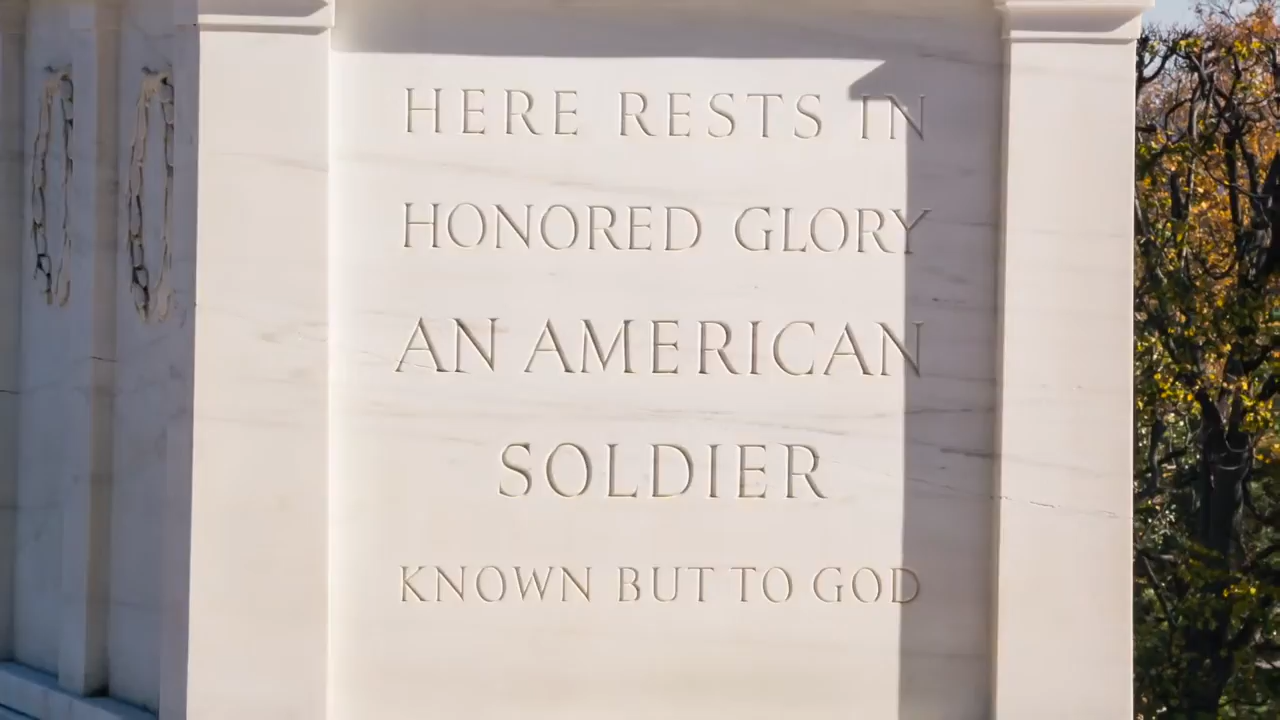 HERE RESTS IN
HONORED GLORY
AN AMERICAN
SOLDIER
KNOWN BUT TO GOD